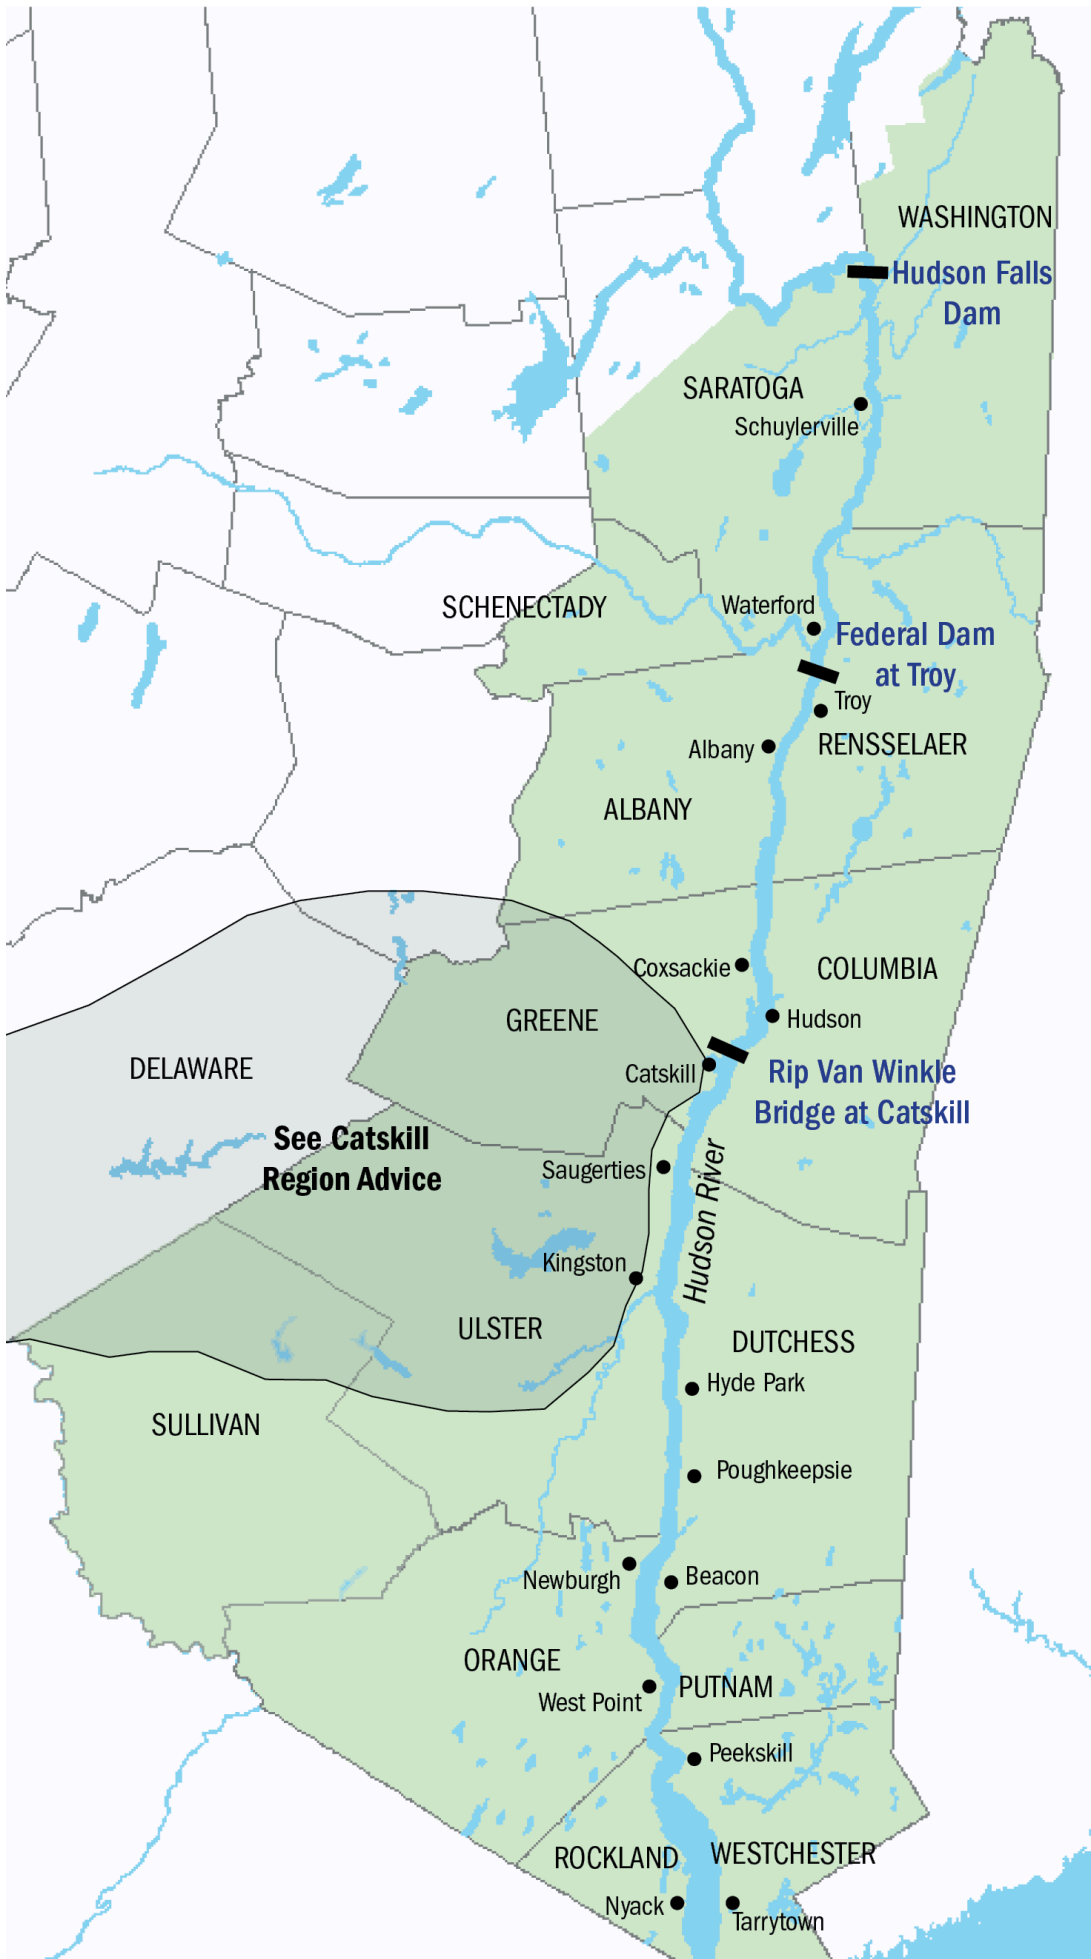 WASHINGTON
Hudson Falls
Dam
SARATOGA
Schuylerville
SCHENECTADY
Waterford
Federal Dam
at Troy
Troy
Albany
RENSSELAER
ALBANY
Coxsackie
COLUMBIA
GREENE
Hudson
DELAWARE
Catskill
Rip Van Winkle
Bridge at Catskill
See Catskill
Region Advice
Saugerties
Hudson River
Kingston
ULSTER
DUTCHESS
Hyde Park
SULLIVAN
Poughkeepsie
Newburgh
Beacon
ORANGE
West Point
PUTNAM
Peekskill
ROCKLAND
WESTCHESTER
Nyack
Tarrytown